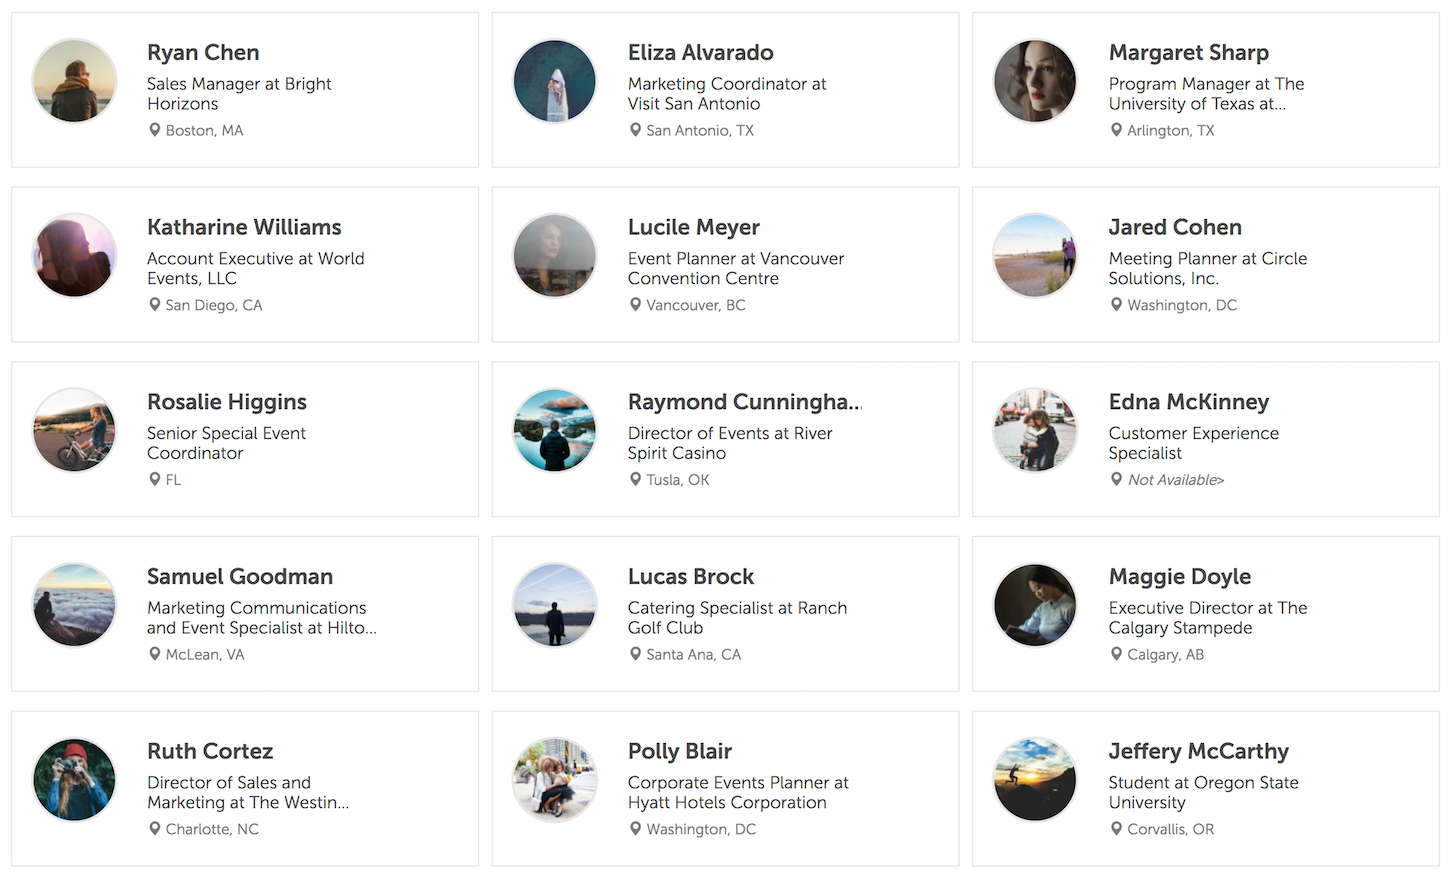 Ryan Chen
Sales Manager at Bright
Horizons
Boston, MA
Eliza Alvarado
Marketing Coordinator at
Visit San Antonio
San Antonio, TX
Margaret Sharp
Program Manager at The
University of Texas at...
Arlington, TX
Katharine Williams
Account Executive at World
Events, LLC
San Diego, CA
Lucile Meyer
Event Planner at Vancouver
Convention Centre
Vancouver, BC
Jared Cohen
Meeting Planner at Circle
Solutions, Inc.
Washington, DC
Rosalie Higgins
Senior Special Event
Coordinator
FL
Raymond Cunningha...
Director of Events at River
Spirit Casino
Tusla, OK
Edna McKinney
Customer Experience
Specialist
Not Available>
Samuel Goodman
Marketing Communications
and Event Specialist at Hilto...
McLean, VA
Lucas Brock
Catering Specialist at Ranch
Golf Club
Santa Ana, CA
Maggie Doyle
Executive Director at The
Calgary Stampede
Calgary, AB
Ruth Cortez
Director of Sales and
Marketing at The Westin...
Charlotte, NC
Polly Blair
Corporate Events Planner at
Hyatt Hotels Corporation
Washington, DC
Jeffery McCarthy
Student at Oregon State
University
Corvallis, OR